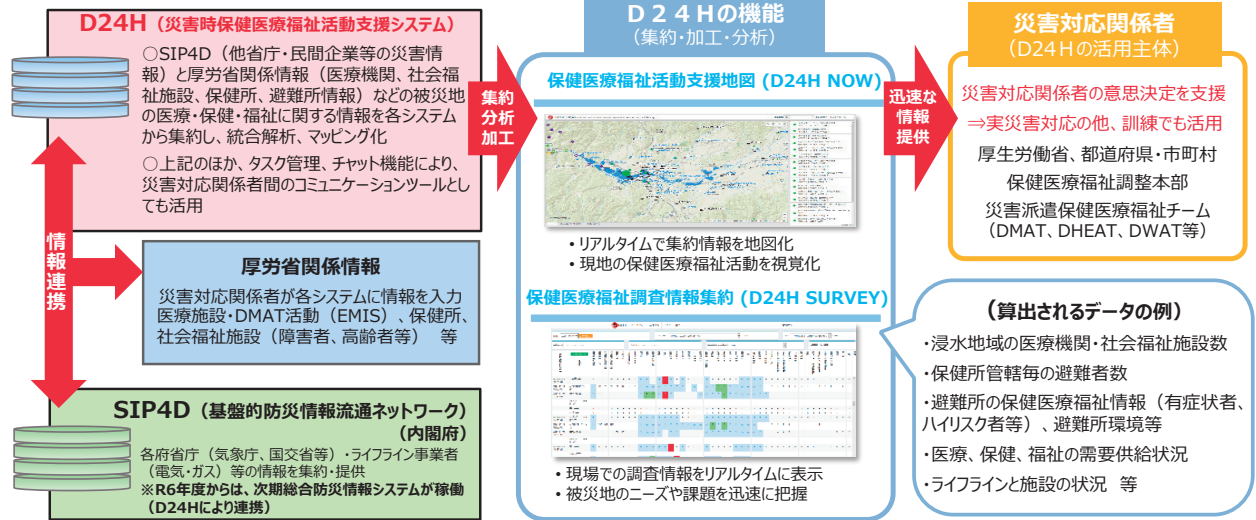 D24H（災害時保健医療福祉活動支援システム）
○SIP4D（他省庁・民間企業等の災害情
報）と厚労省関係情報（医療機関、社会福
祉施設、保健所、避難所情報）などの被災地
の医療・保健・福祉に関する情報を各システム
から集約し、統合解析、マッピング化
○上記のほか、タスク管理、チャット機能により、
災害対応関係者間のコミュニケーションツールとし
ても活用
情報連携
厚労省関係情報
災害対応関係者が各システムに情報を入力
医療施設・DMAT活動（EMIS）、保健所、
社会福祉施設（障害者、高齢者等）　等
SIP4D（基盤的防災情報流通ネットワーク）
（内閣府）
各府省庁（気象庁、国交省等）・ライフライン事業者
（電気・ガス）等の情報を集約・提供
※R6年度からは、次期総合防災情報システムが稼働
（D24Hにより連携）
集約
分析
加工
Ｄ２４Ｈの機能
（集約・加工・分析）
保健医療福祉活動支援地図 (D24H NOW)
• リアルタイムで集約情報を地図化
• 現地の保健医療福祉活動を視覚化
保健医療福祉調査情報集約 (D24H SURVEY)
• 現場での調査情報をリアルタイムに表示
• 被災地のニーズや課題を迅速に把握
迅速な
情報
提供
災害対応関係者
（D24Hの活用主体）
災害対応関係者の意思決定を支援
⇒実災害対応の他、訓練でも活用
厚生労働省、都道府県・市町村
保健医療福祉調整本部
災害派遣保健医療福祉チーム
（DMAT、DHEAT、DWAT等）
（算出されるデータの例）
・浸水地域の医療機関・社会福祉施設数
・保健所管轄毎の避難者数
・避難所の保健医療福祉情報（有症状者、
ハイリスク者等）、避難所環境等
・医療、保健、福祉の需要供給状況
・ライフラインと施設の状況　等